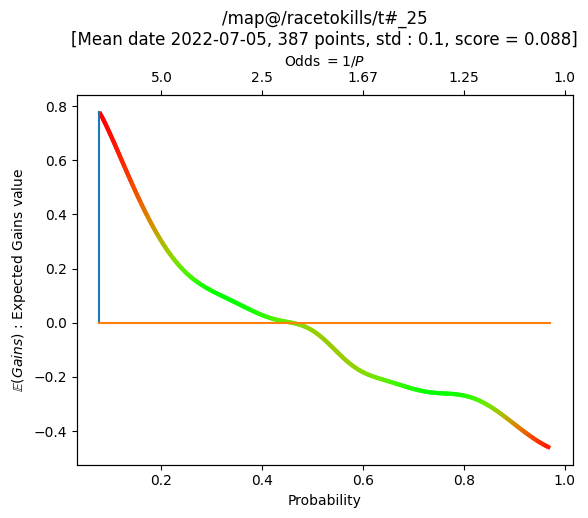 /map@/racetokills/t#_25
[Mean date 2022-07-05, 387 points, std : 0.1, score = 0.088]
Odds = 1/P
5.0 2.5 1.67 1.25 1.0
0.8
0.6
0.4
0.2
0.0
−0.2
−0.4
𝔼(Gains) : Expected Gains value
0.2 0.4 0.6 0.8 1.0
Probability